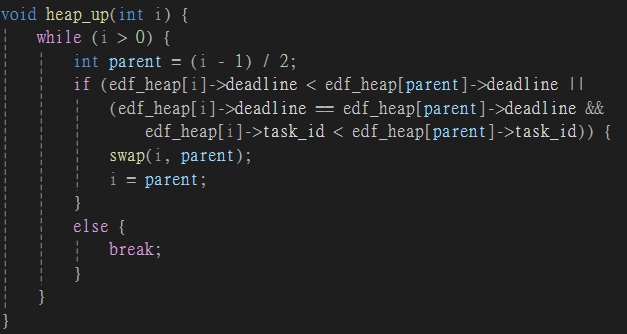 void heap_up(int i) {
    while (i > 0) {
        int parent = (i - 1) / 2;
        if (edf_heap[i]->deadline < edf_heap[parent]->deadline ||
            (edf_heap[i]->deadline == edf_heap[parent]->deadline &&
                edf_heap[i]->task_id < edf_heap[parent]->task_id)) {
            swap(i, parent);
            i = parent;
        }
        else {
            break;
        }
    }
}